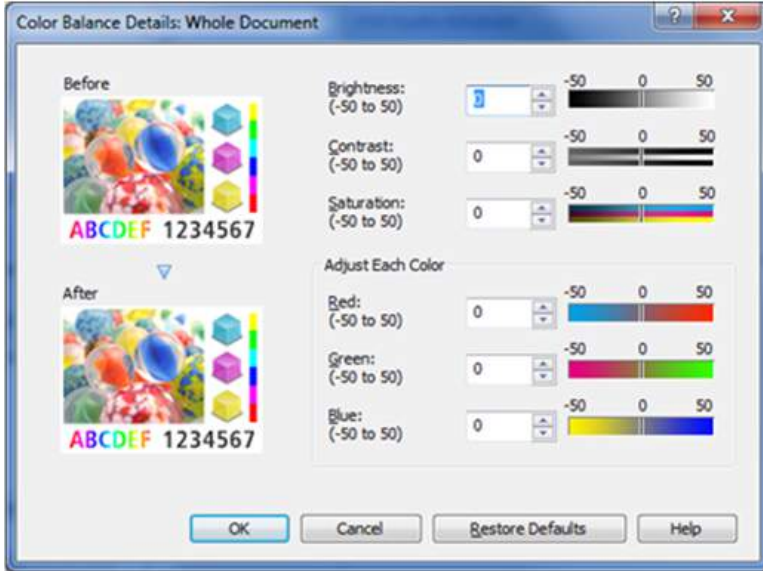 Color Balance Details: Whole Document
Before
ABCDEF 1234567
After
ABCDEF 1234567
Brightness:
(-50 to 50)
0
-50 0 50
Contrast:
(-50 to 50)
0
-50 0 50
Saturation:
(-50 to 50)
0
-50 0 50
Adjust Each Color
Red:
(-50 to 50)
0
-50 0 50
Green:
(-50 to 50)
0
-50 0 50
Blue:
(-50 to 50)
0
-50 0 50
OK Cancel Restore Defaults Help